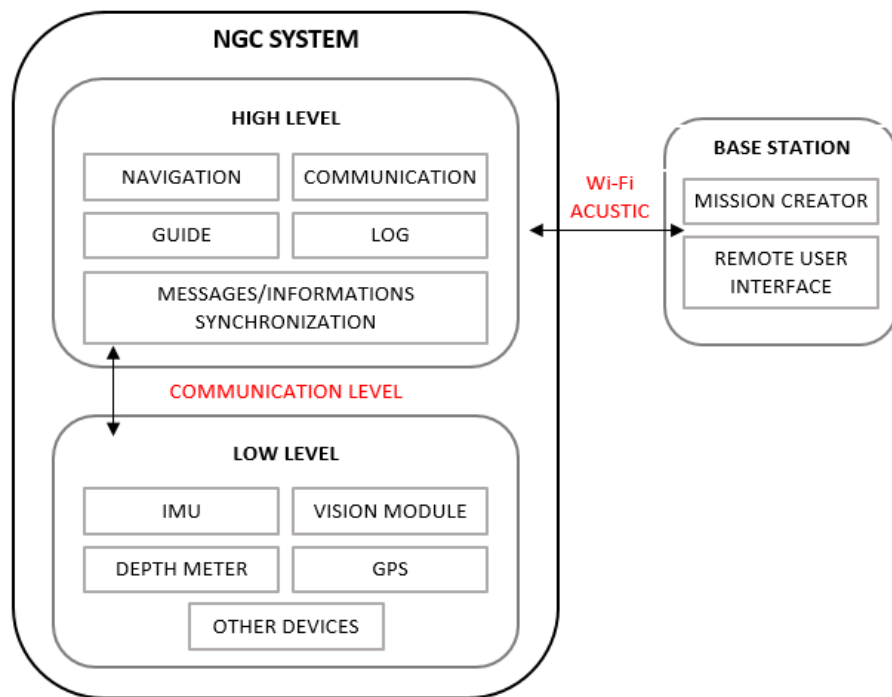 NGC SYSTEM
HIGH LEVEL
NAVIGATION
COMMUNICATION
GUIDE
LOG
MESSAGES/INFORMATIONS
SYNCHRONIZATION
COMMUNICATION LEVEL
LOW LEVEL
IMU
VISION MODULE
DEPTH METER
GPS
OTHER DEVICES
Wi-Fi
ACUSTIC
BASE STATION
MISSION CREATOR
REMOTE USER
INTERFACE